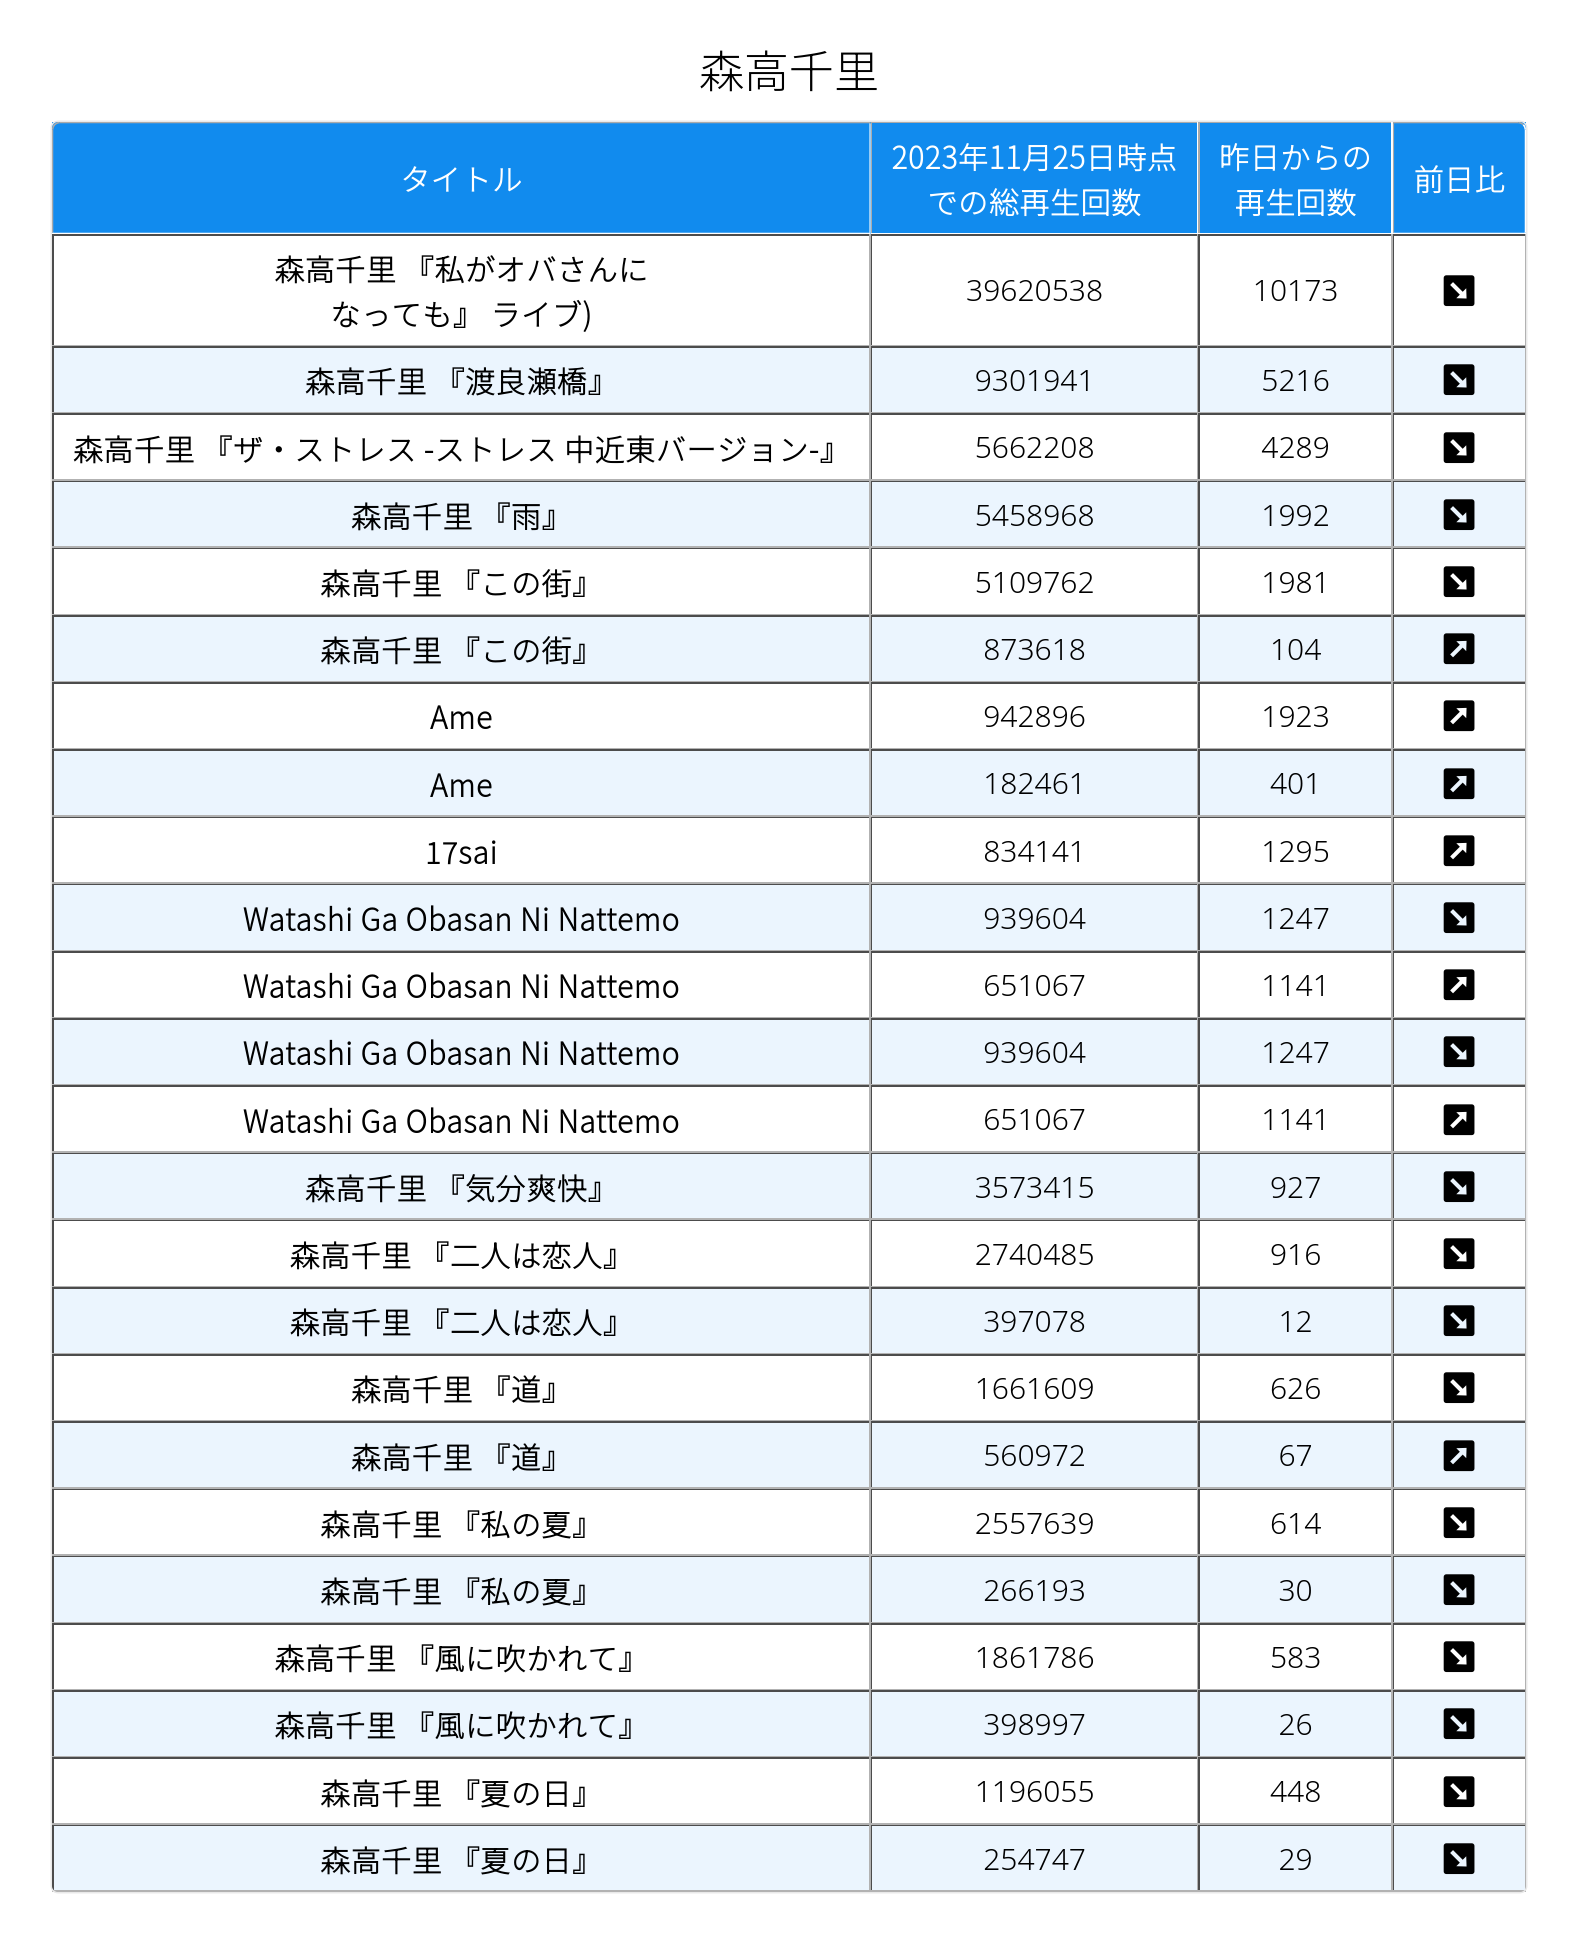 森高千里
タイトル 2023年11月25日時点での総再生回数 昨日からの再生回数 前日比
森高千里 『私がオバさんに
なっても』 ライブ) 39620538 10173 ↘
森高千里 『渡良瀬橋』 9301941 5216 ↘
森高千里 『ザ・ストレス -ストレス 中近東バージョン-』 5662208 4289 ↘
森高千里 『雨』 5458968 1992 ↘
森高千里 『この街』 5109762 1981 ↘
森高千里 『この街』 873618 104 ↗
Ame 942896 1923 ↗
Ame 182461 401 ↗
17sai 834141 1295 ↗
Watashi Ga Obasan Ni Nattemo 939604 1247 ↘
Watashi Ga Obasan Ni Nattemo 651067 1141 ↗
Watashi Ga Obasan Ni Nattemo 939604 1247 ↘
Watashi Ga Obasan Ni Nattemo 651067 1141 ↗
森高千里 『気分爽快』 3573415 927 ↘
森高千里 『二人は恋人』 2740485 916 ↘
森高千里 『二人は恋人』 397078 12 ↘
森高千里 『道』 1661609 626 ↘
森高千里 『道』 560972 67 ↗
森高千里 『私の夏』 2557639 614 ↘
森高千里 『私の夏』 266193 30 ↘
森高千里 『風に吹かれて』 1861786 583 ↘
森高千里 『風に吹かれて』 398997 26 ↘
森高千里 『夏の日』 1196055 448 ↘
森高千里 『夏の日』 254747 29 ↘